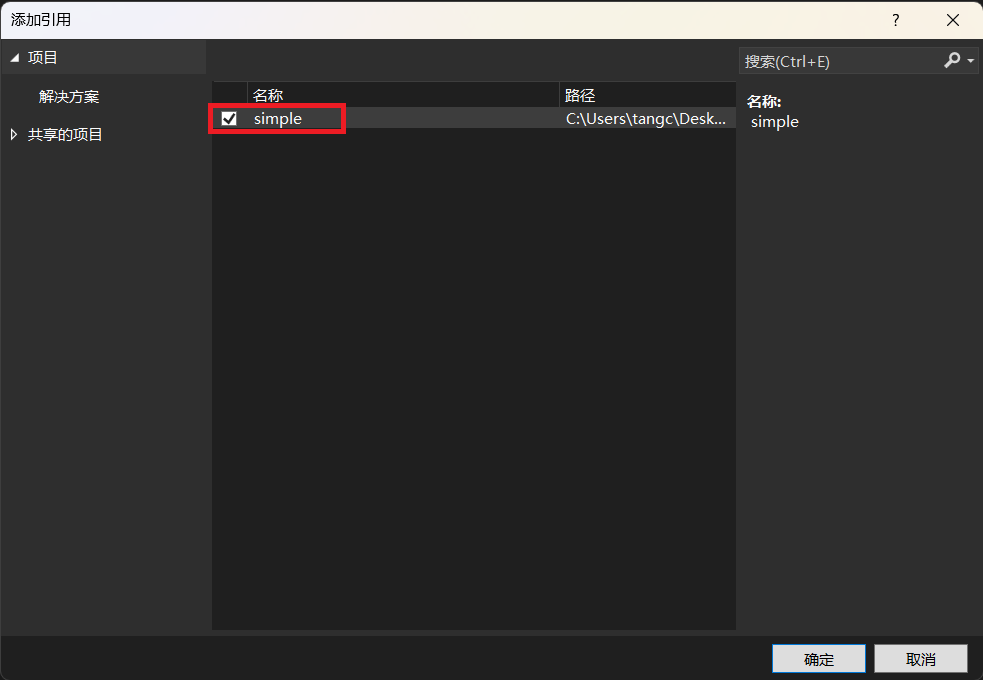 添加引用
?
项目
解决方案
共享的项目
名称 路径
simple C:\Users\tangc\Desk...
搜索(Ctrl+E)
名称:
simple
确定 取消